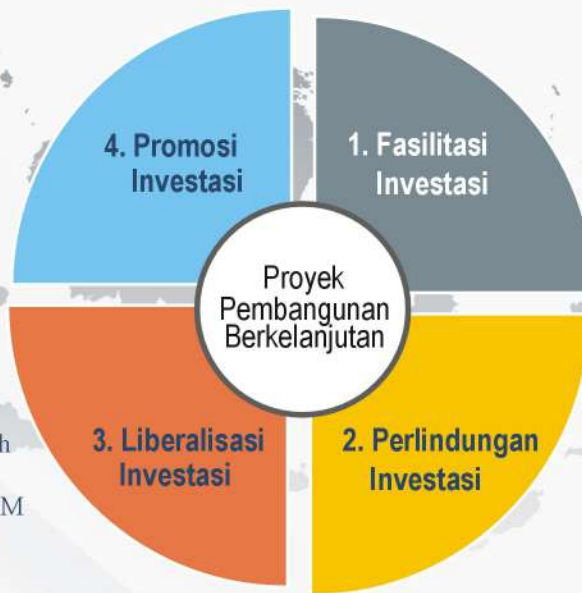 4. Promosi
Investasi
1. Fasilitasi
Investasi
Proyek
Pembangunan
Berkelanjutan
h
M
3. Liberalisasi
Investasi
2. Perlindungan
Investasi